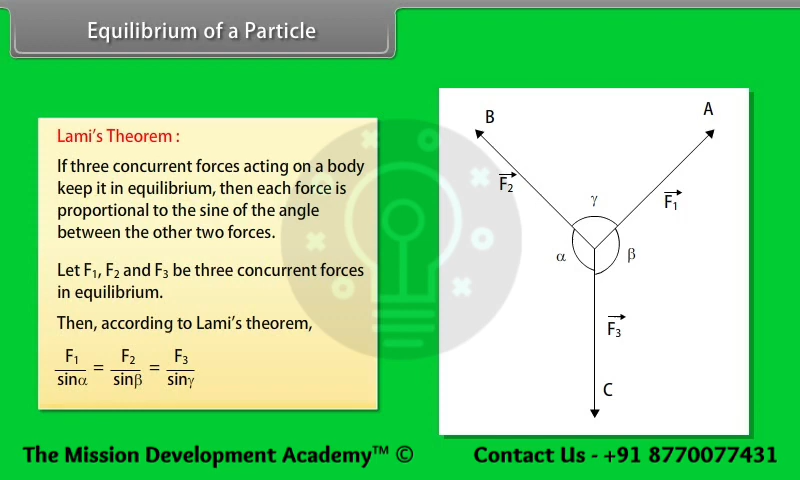 Equilibrium of a Particle
Lami's Theorem :
If three concurrent forces acting on a body
keep it in equilibrium, then each force is
proportional to the sine of the angle
between the other two forces.
Let F₁, F₂ and F₃ be three concurrent forces
in equilibrium.
Then, according to Lami's theorem,
F₁/sinα = F₂/sinβ = F₃/sinγ
B
A
F₂
F₁
γ
α
β
F₃
C
The Mission Development Academy™ ©
Contact Us - +91 8770077431